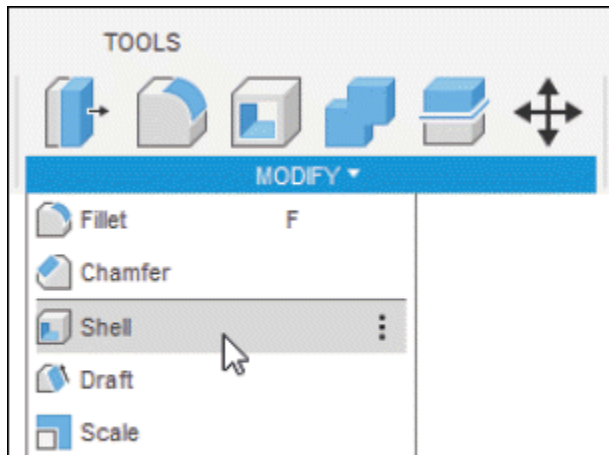 TOOLS
MODIFY
Fillet F
Chamfer
Shell
Draft
Scale